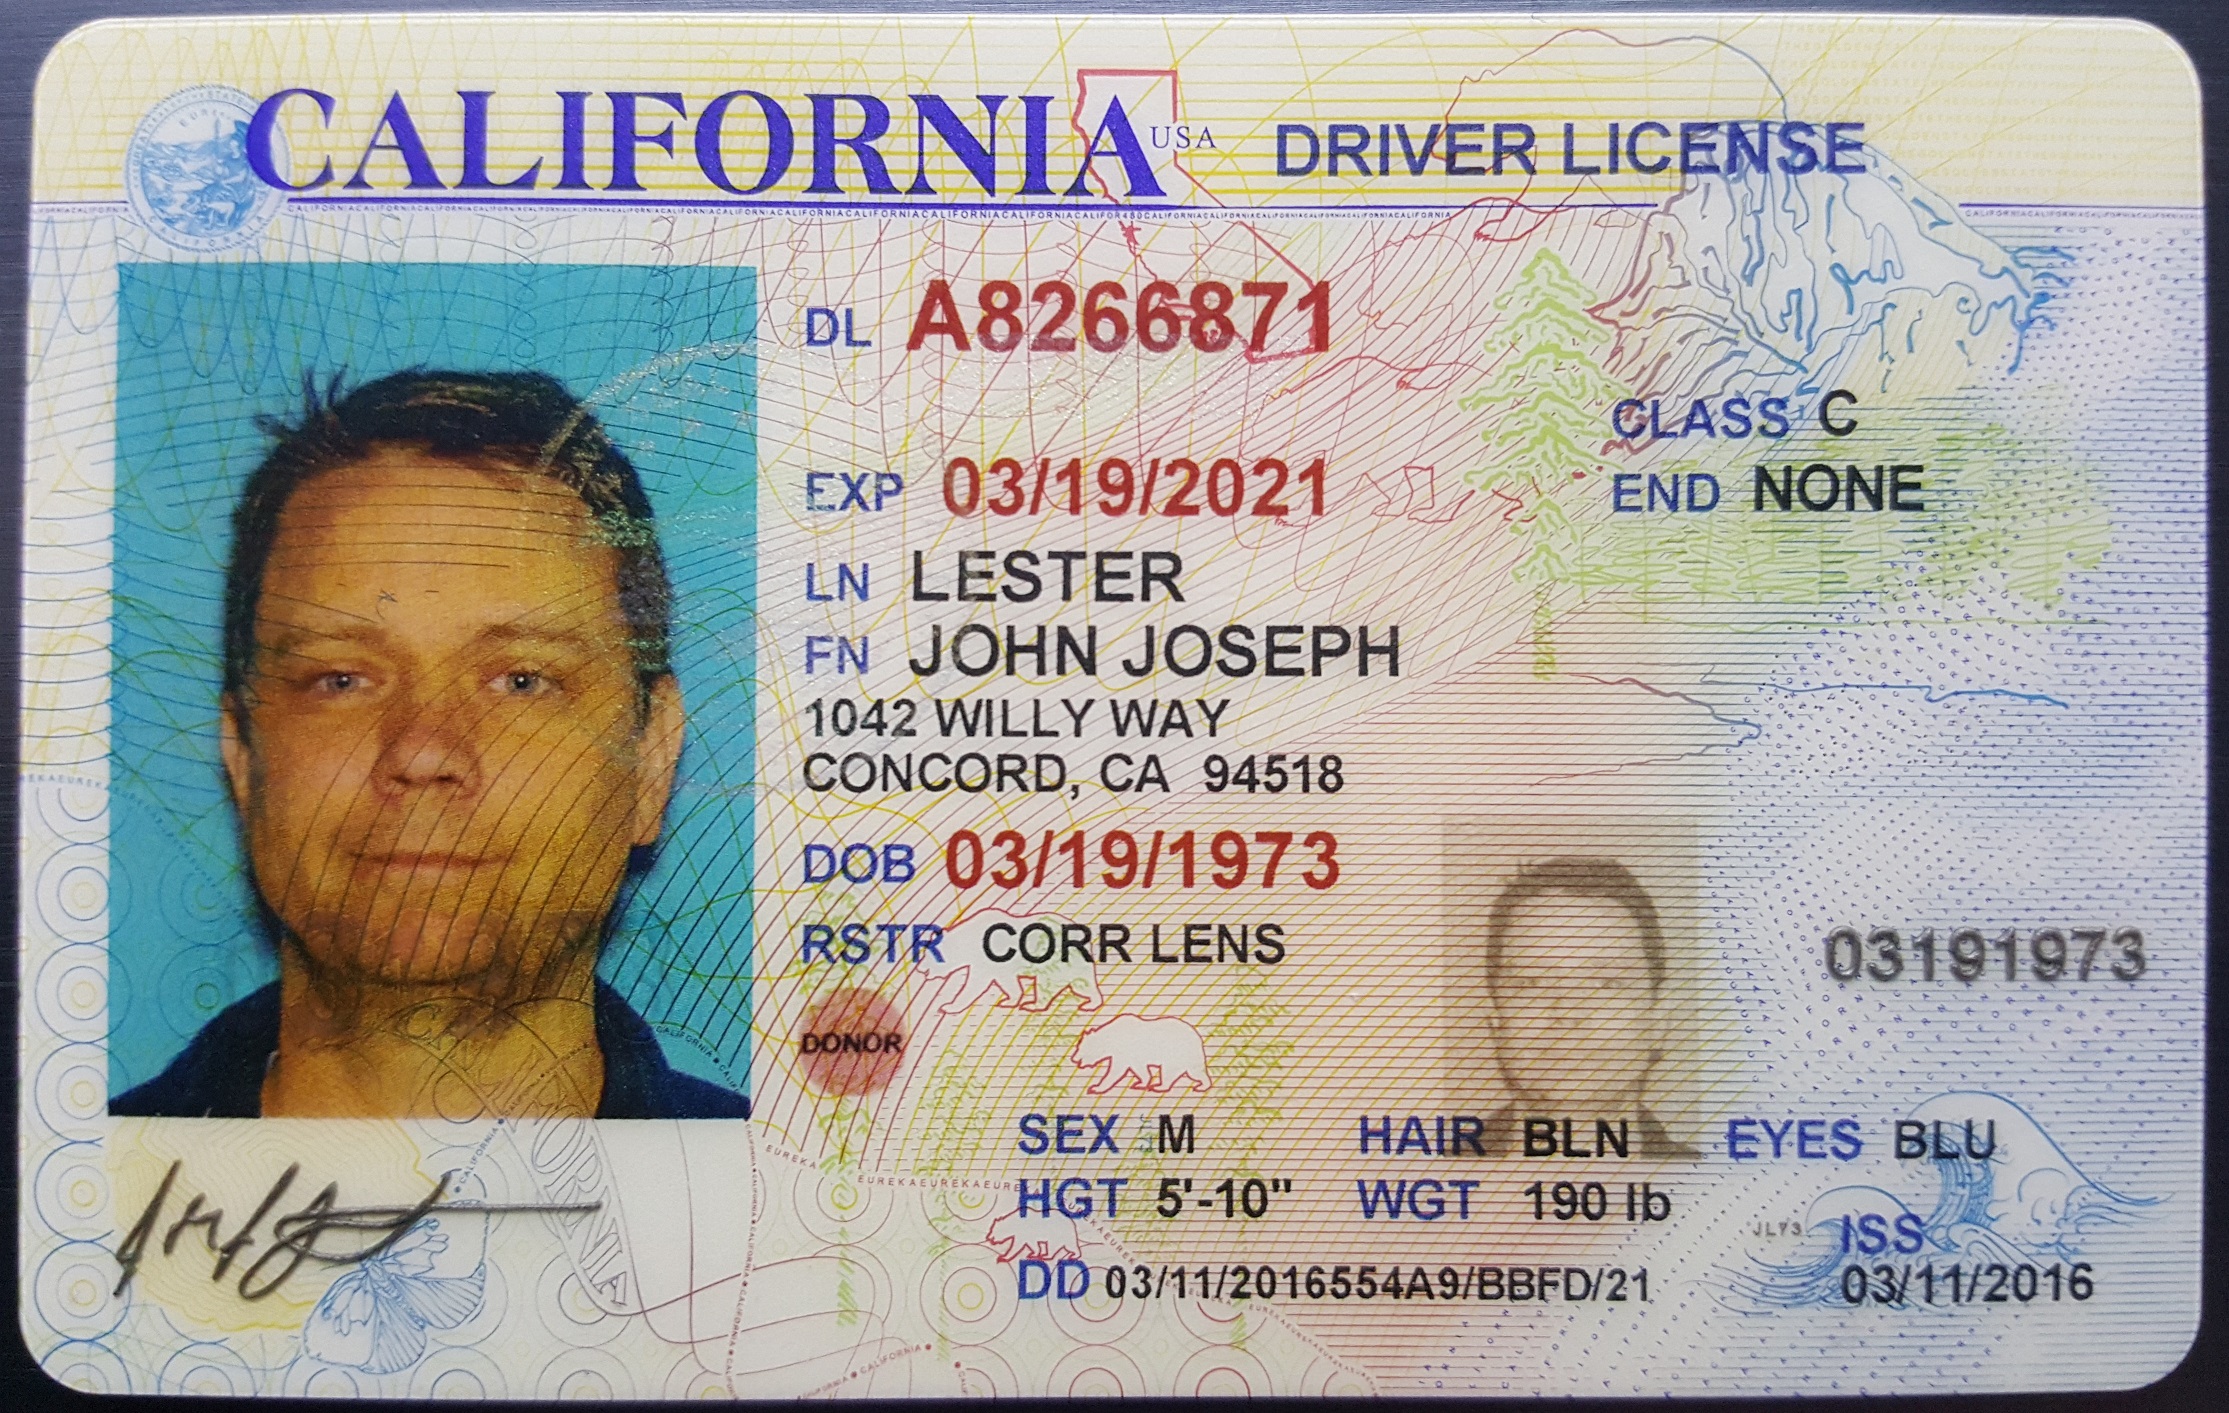 CALIFORNIA USA DRIVER LICENSE
DL A8266871
CLASS C
EXP 03/19/2021
END NONE
LN LESTER
FN JOHN JOSEPH
1042 WILLY WAY
CONCORD, CA 94518
DOB 03/19/1973
RSTR CORR LENS
03191973
DONOR
SEX M HAIR BLN EYES BLU
HGT 5'-10" WGT 190 lb
JL73 ISS
DD 03/11/2016554A9/BBFD/21 03/11/2016